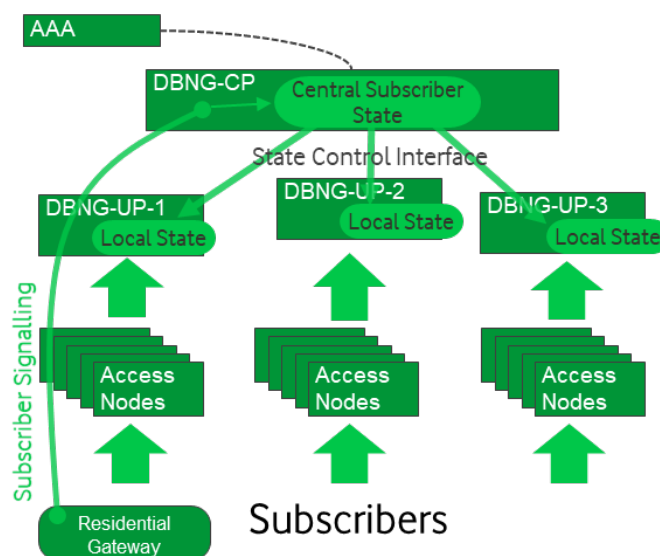 AAA
DBNG-CP
Central Subscriber
State
State Control Interface
DBNG-UP-1
Local State
DBNG-UP-2
Local State
DBNG-UP-3
Local State
Subscriber Signalling
Access
Nodes
Access
Nodes
Access
Nodes
Residential
Gateway
Subscribers